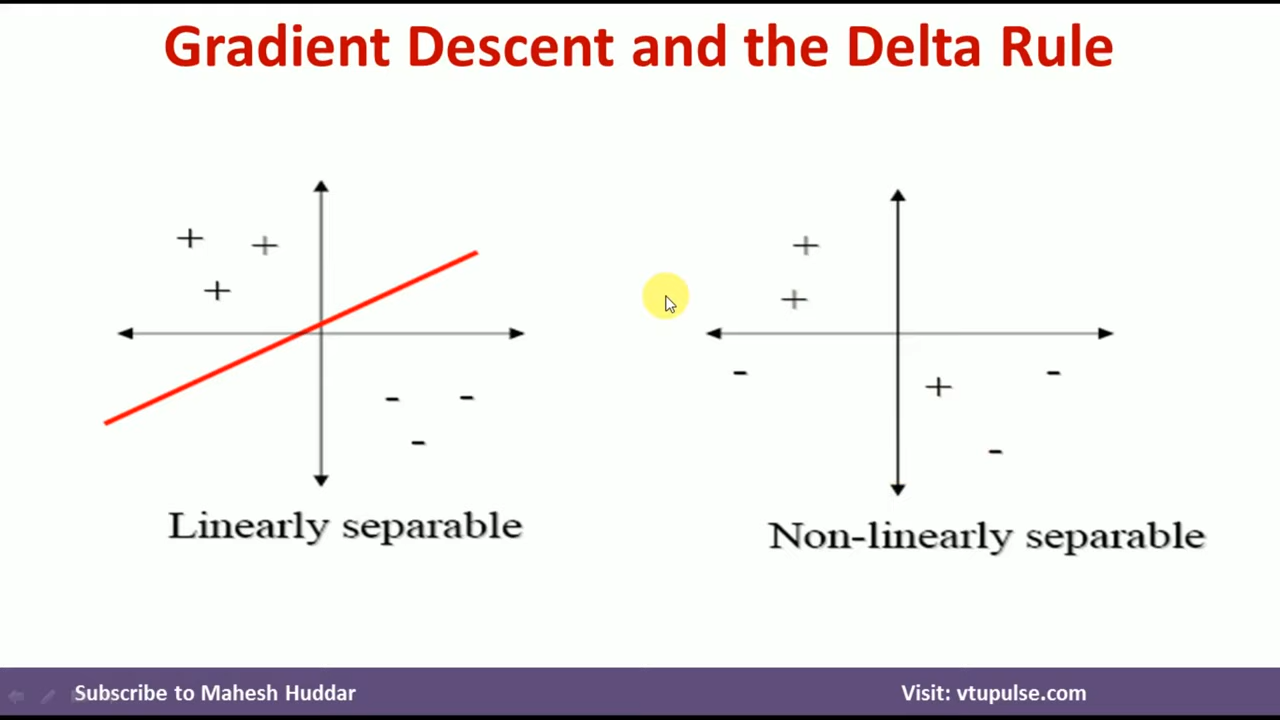 Gradient Descent and the Delta Rule
+ +
+
- -
-
Linearly separable
+
+
- + -
-
Non-linearly separable
Subscribe to Mahesh Huddar
Visit: vtupulse.com